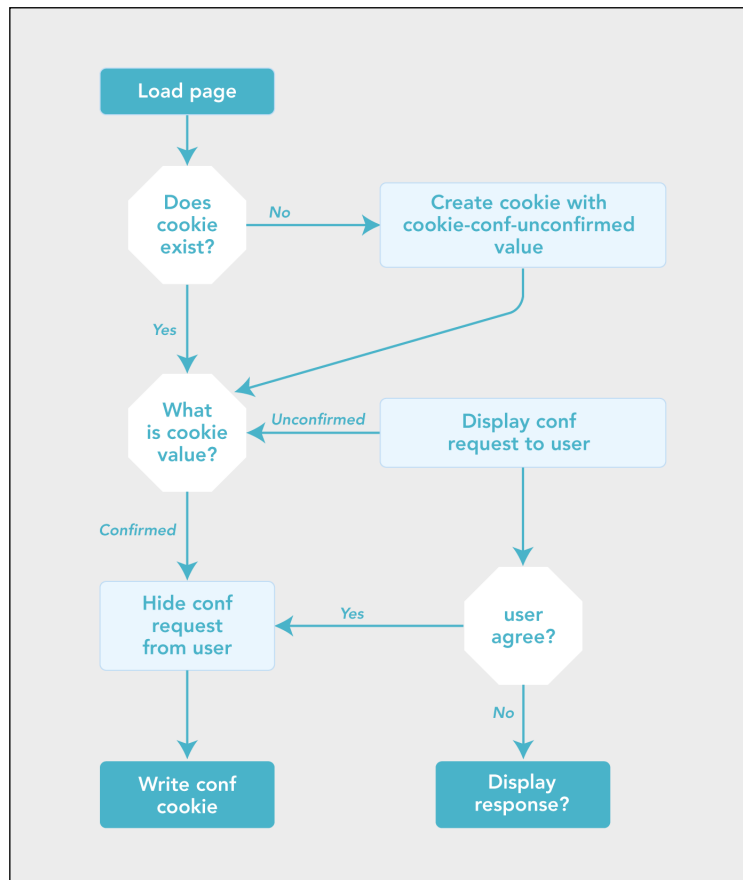 Load page
Does
cookie
exist?
No
Create cookie with
cookie-conf-unconfirmed
value
Yes
What
is cookie
value?
Unconfirmed
Display conf
request to user
Confirmed
Hide conf
request
from user
Yes
user
agree?
No
Write conf
cookie
Display
response?